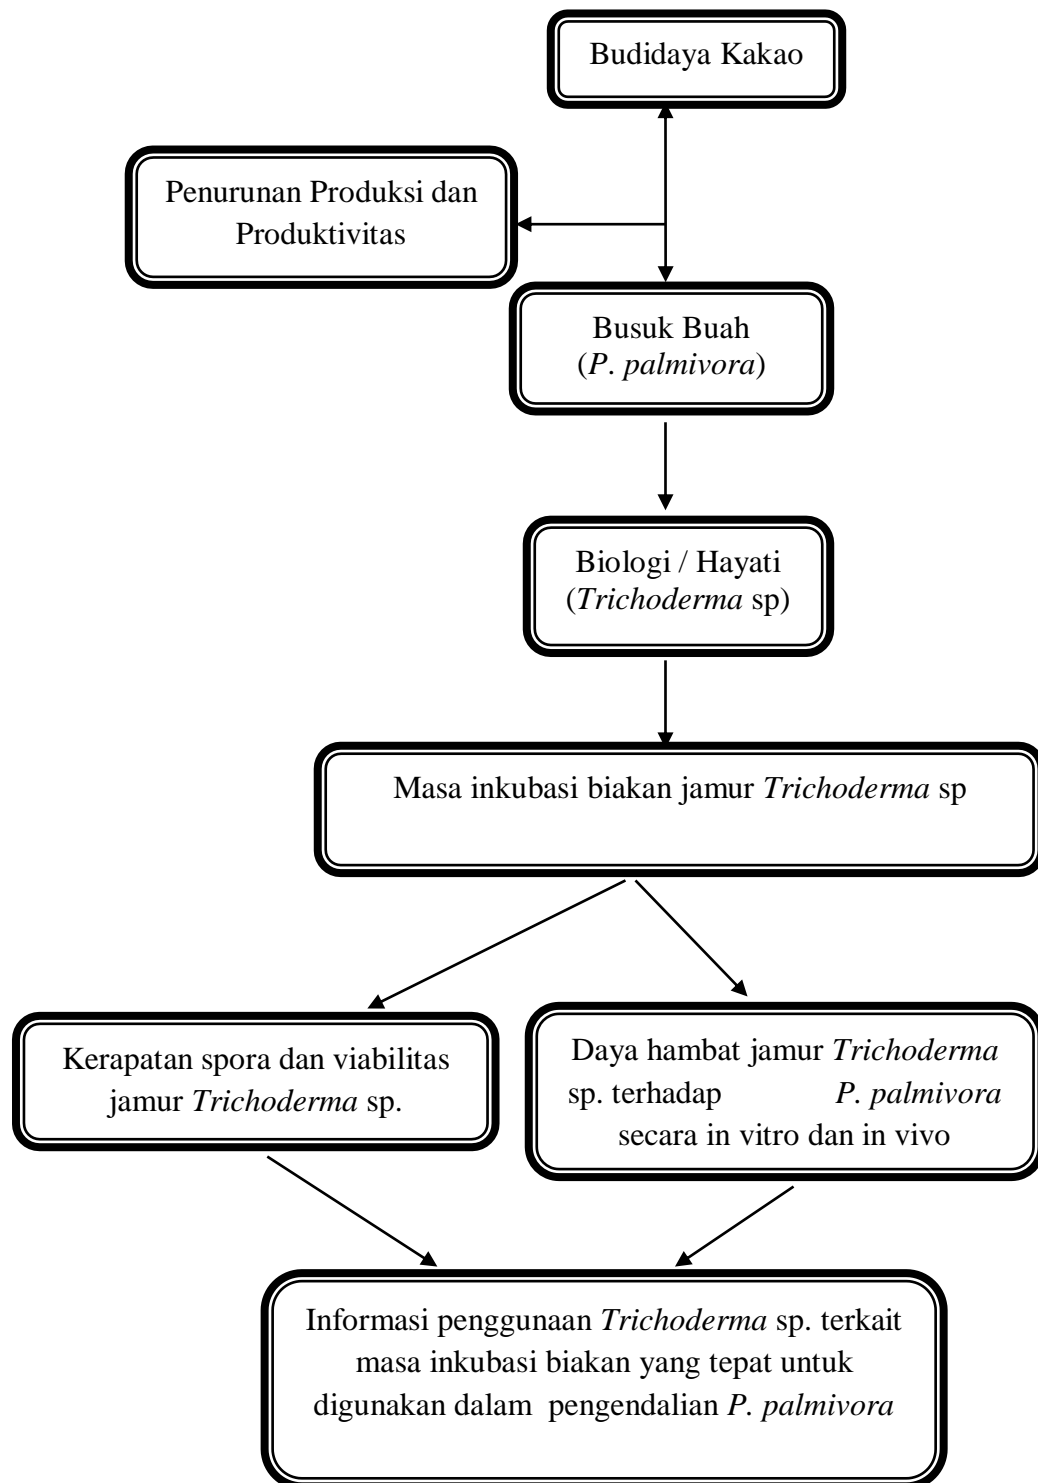 Budidaya Kakao
Penurunan Produksi dan
Produktivitas
Busuk Buah
(P. palmivora)
Biologi / Hayati
(Trichoderma sp)
Masa inkubasi biakan jamur Trichoderma sp
Kerapatan spora dan viabilitas
jamur Trichoderma sp.
Daya hambat jamur Trichoderma
sp. terhadap P. palmivora
secara in vitro dan in vivo
Informasi penggunaan Trichoderma sp. terkait
masa inkubasi biakan yang tepat untuk
digunakan dalam pengendalian P. palmivora